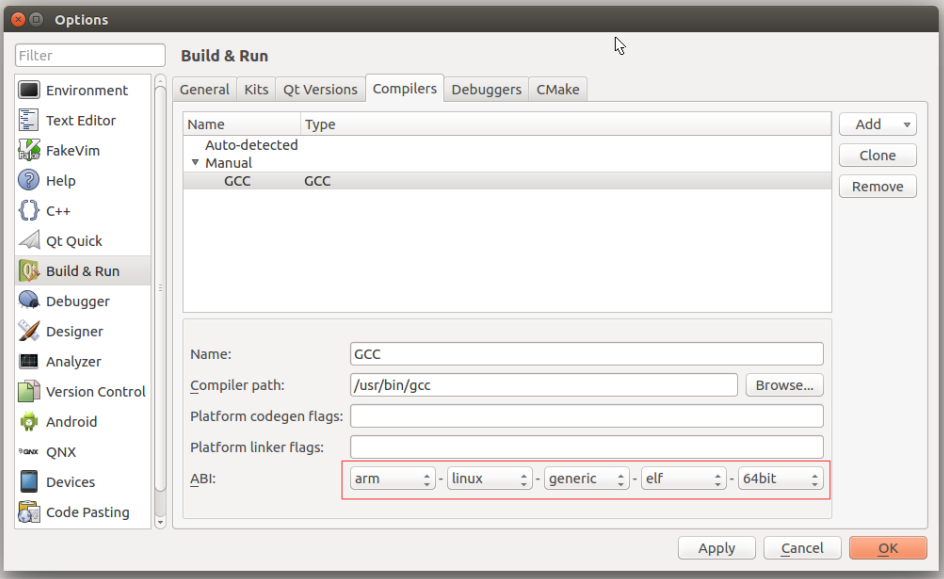 Options
Filter
Build & Run
Environment
Text Editor
FakeVim
Help
C++
Qt Quick
Build & Run
Debugger
Designer
Analyzer
Version Control
Android
QNX
Devices
Code Pasting
General Kits Qt Versions Compilers Debuggers CMake
Name Type
Auto-detected
Manual
GCC GCC
Add
Clone
Remove
Name: GCC
Compiler path: /usr/bin/gcc Browse...
Platform codegen flags:
Platform linker flags:
ABI: arm - linux - generic - elf - 64bit
Apply Cancel OK